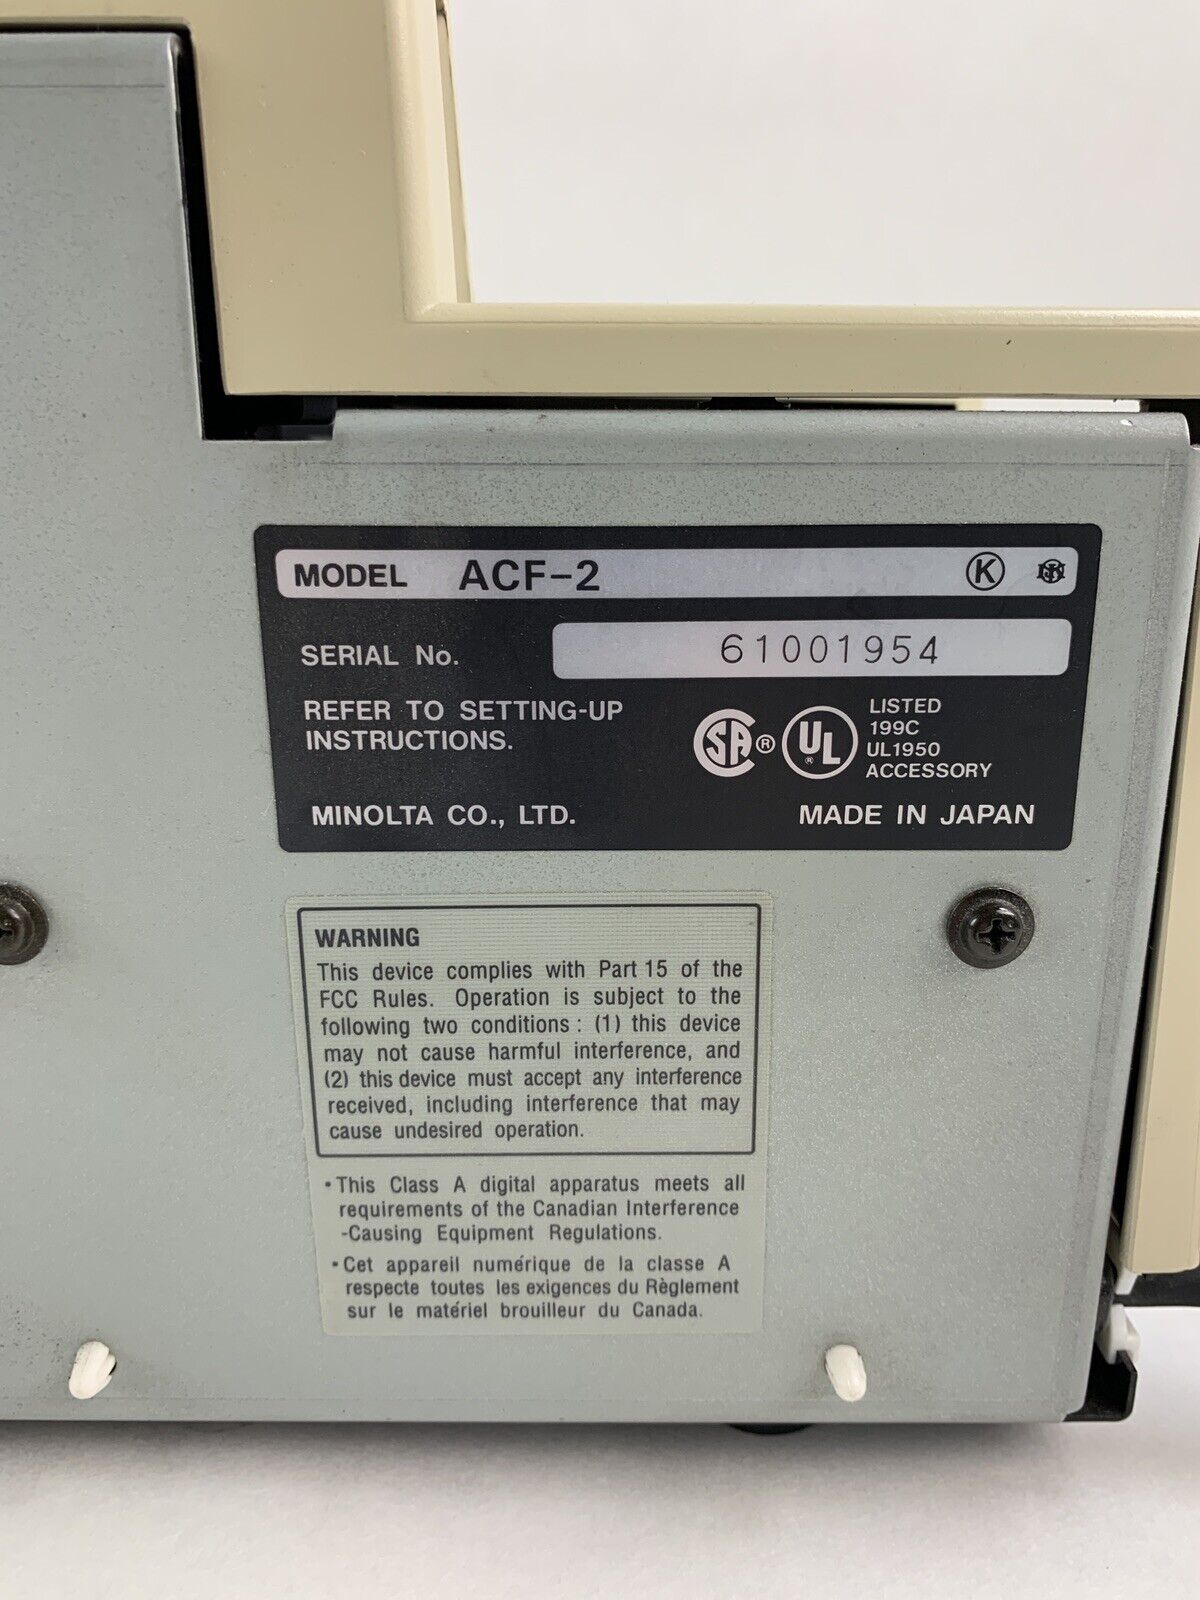 MODEL ACF-2 K
SERIAL No. 61001954
REFER TO SETTING-UP
INSTRUCTIONS.
SA ® UL ®
LISTED
199C
UL1950
ACCESSORY
MINOLTA CO., LTD. MADE IN JAPAN
WARNING
This device complies with Part 15 of the
FCC Rules. Operation is subject to the
following two conditions : (1) this device
may not cause harmful interference, and
(2) this device must accept any interference
received, including interference that may
cause undesired operation.
• This Class A digital apparatus meets all
requirements of the Canadian Interference
-Causing Equipment Regulations.
• Cet appareil numérique de la classe A
respecte toutes les exigences du Règlement
sur le matériel brouilleur du Canada.